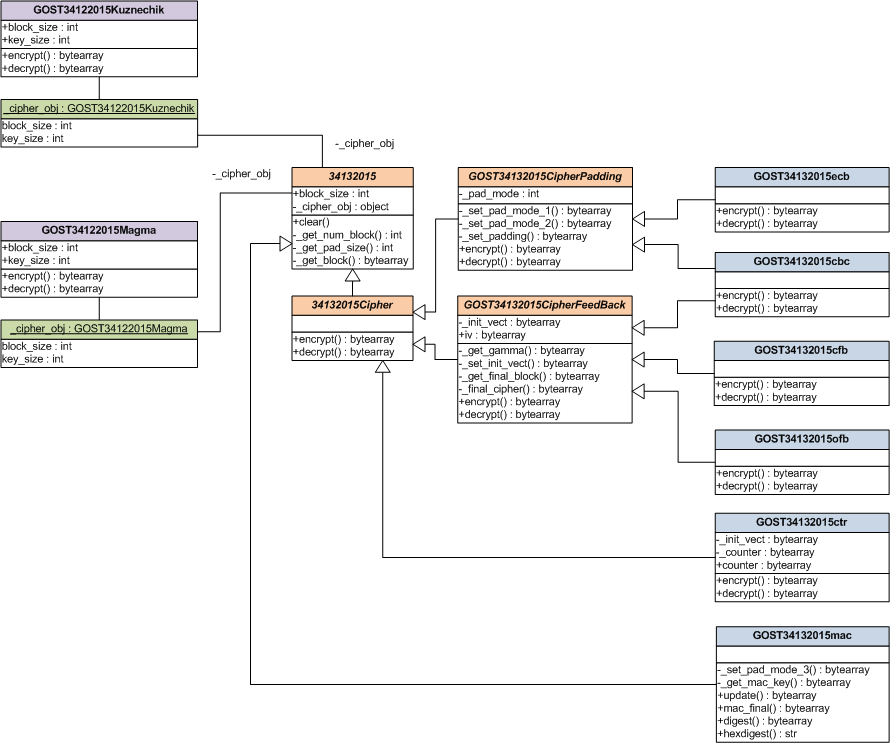 GOST34122015Kuznechik
+block_size : int
+key_size : int
+encrypt() : bytearray
+decrypt() : bytearray
_cipher_obj : GOST34122015Kuznechik
block_size : int
key_size : int
-_cipher_obj
-_cipher_obj
GOST34122015Magma
+block_size : int
+key_size : int
+encrypt() : bytearray
+decrypt() : bytearray
_cipher_obj : GOST34122015Magma
block_size : int
key_size : int
34132015
+block_size : int
-_cipher_obj : object
+clear()
-_get_num_block() : int
-_get_pad_size() : int
-_get_block() : bytearray
34132015Cipher
+encrypt() : bytearray
+decrypt() : bytearray
GOST34132015CipherPadding
-_pad_mode : int
-_set_pad_mode_1() : bytearray
-_set_pad_mode_2() : bytearray
-_set_padding() : bytearray
+encrypt() : bytearray
+decrypt() : bytearray
GOST34132015CipherFeedBack
-_init_vect : bytearray
+iv : bytearray
-_get_gamma() : bytearray
-_set_init_vect() : bytearray
-_get_final_block() : bytearray
-_final_cipher() : bytearray
+encrypt() : bytearray
+decrypt() : bytearray
GOST34132015ecb
+encrypt() : bytearray
+decrypt() : bytearray
GOST34132015cbc
+encrypt() : bytearray
+decrypt() : bytearray
GOST34132015cfb
+encrypt() : bytearray
+decrypt() : bytearray
GOST34132015ofb
+encrypt() : bytearray
+decrypt() : bytearray
GOST34132015ctr
-_init_vect : bytearray
-_counter : bytearray
+counter : bytearray
+encrypt() : bytearray
+decrypt() : bytearray
GOST34132015mac
-_set_pad_mode_3() : bytearray
-_get_mac_key() : bytearray
+update() : bytearray
+mac_final() : bytearray
+digest() : bytearray
+hexdigest() : str